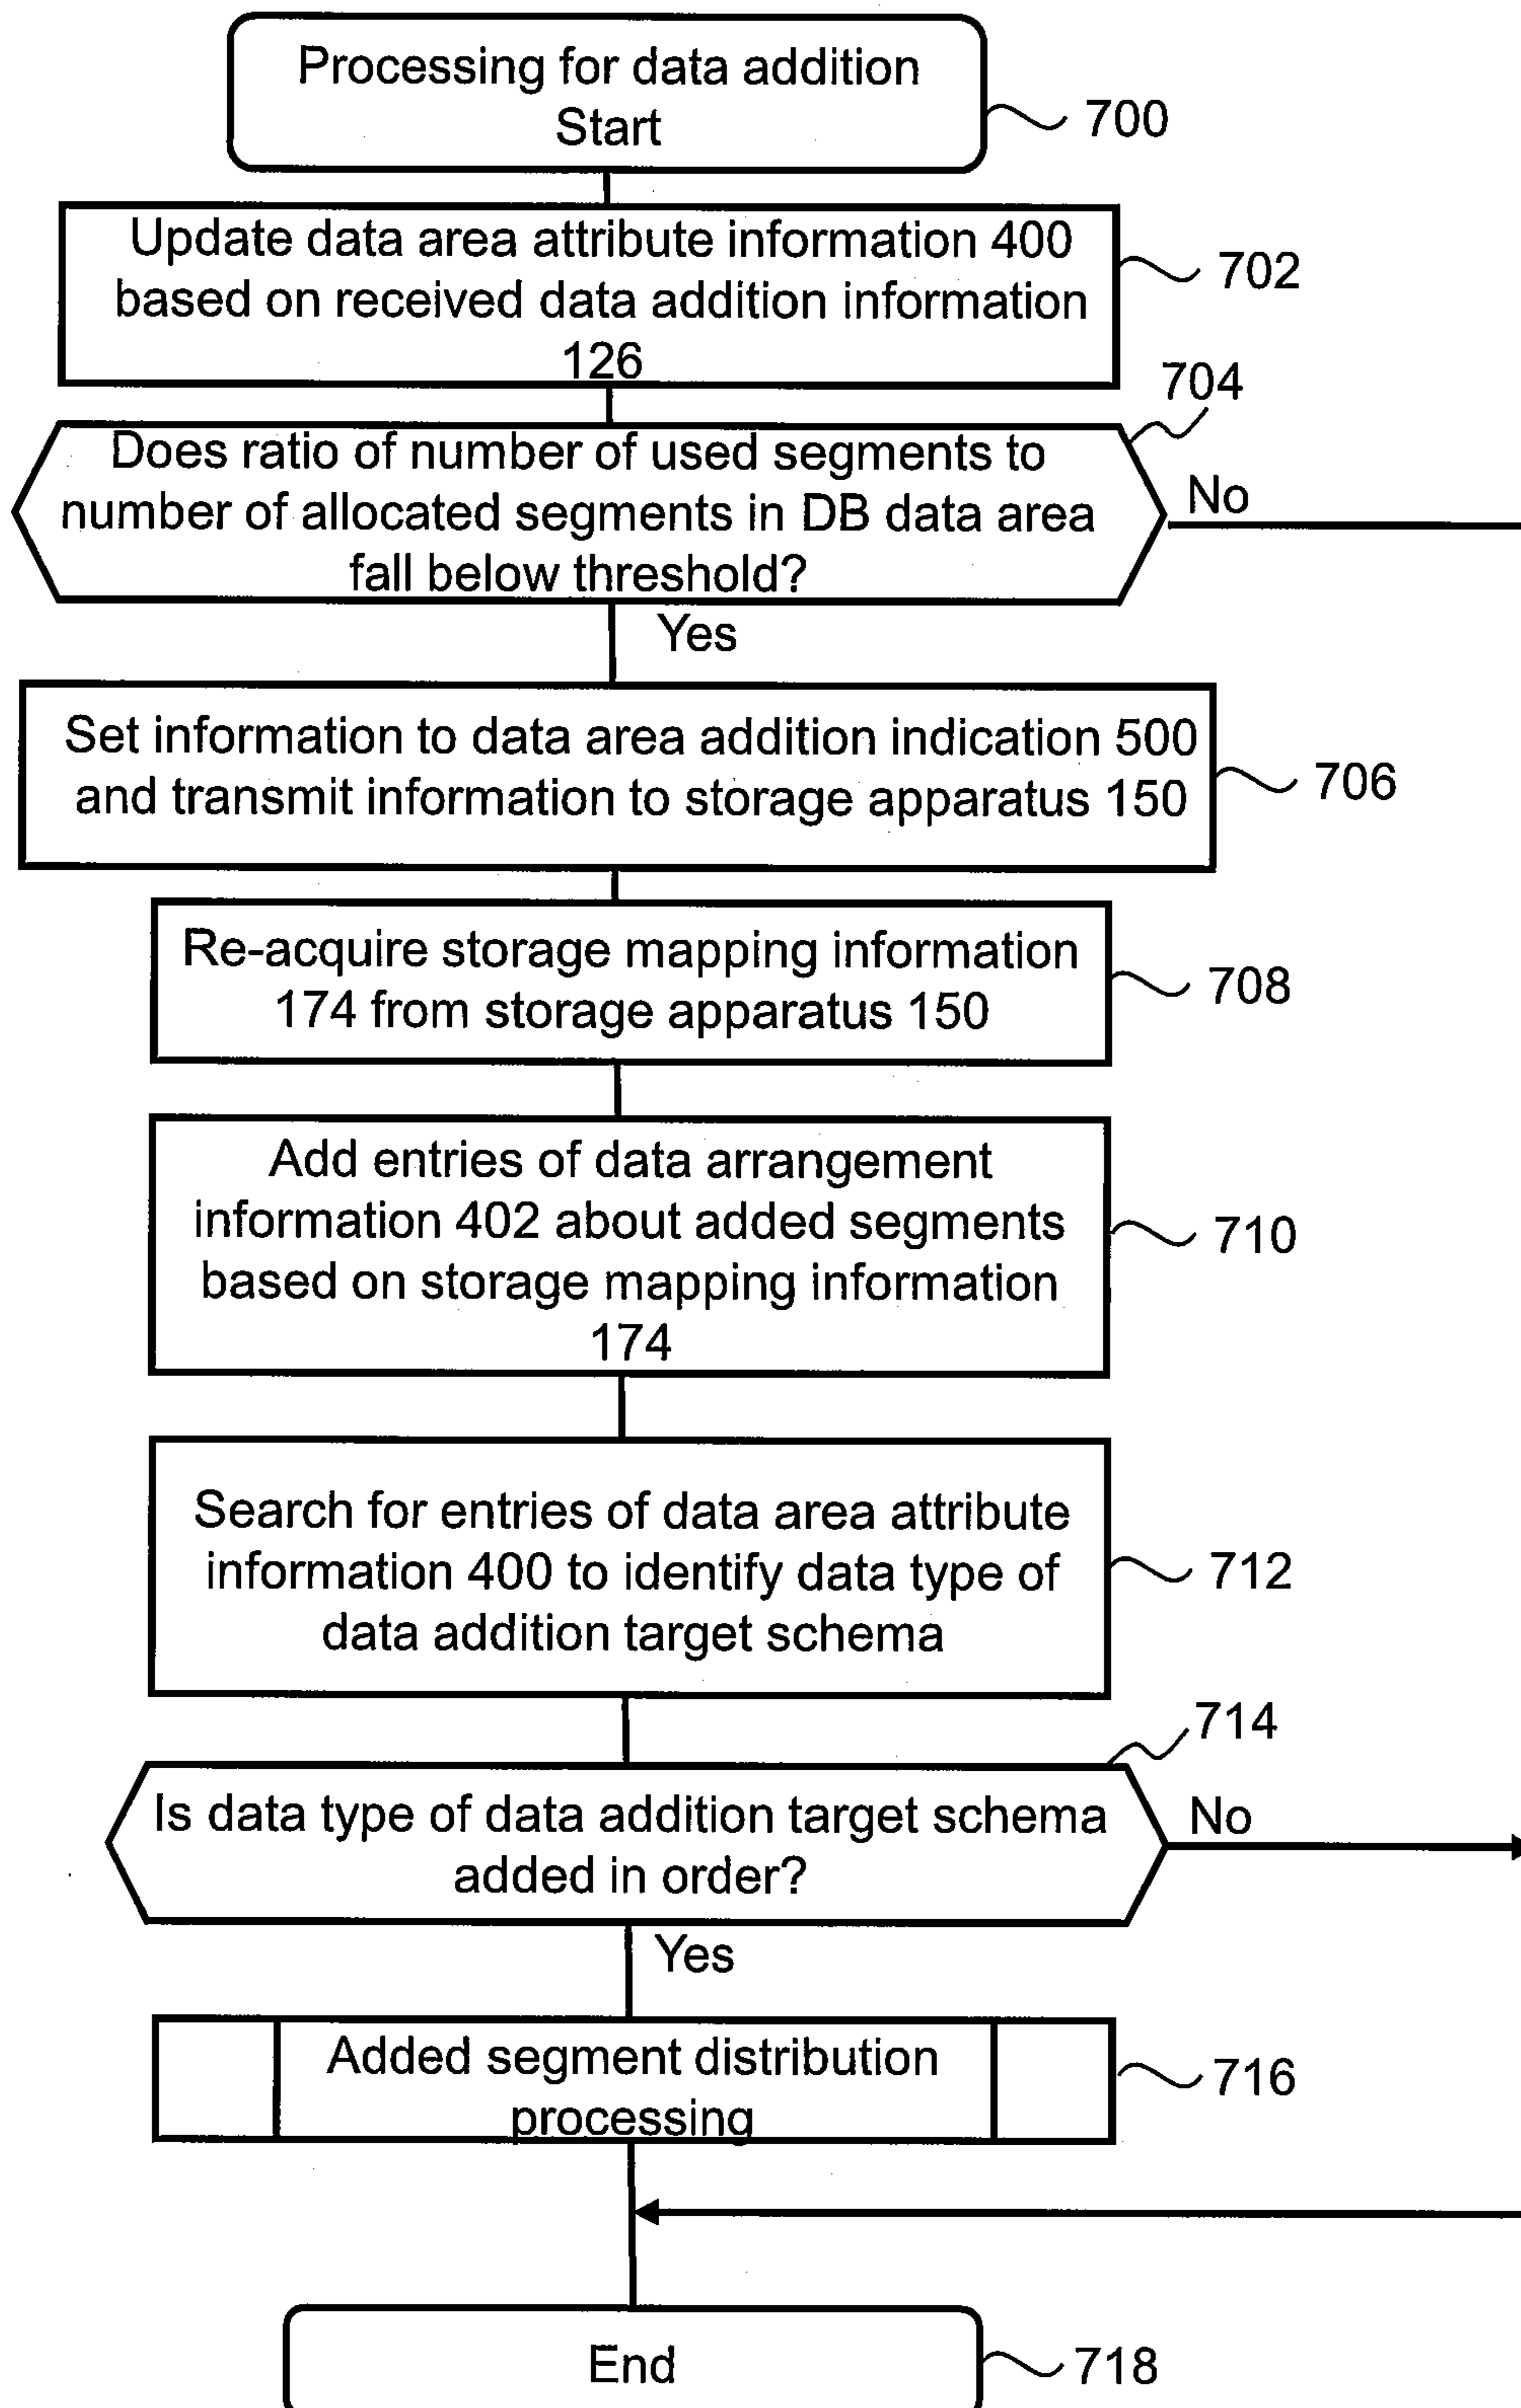 Processing for data addition
Start
700
Update data area attribute information 400
based on received data addition information
126
702
704
Does ratio of number of used segments to
number of allocated segments in DB data area
fall below threshold?
No
Yes
Set information to data area addition indication 500
and transmit information to storage apparatus 150
706
Re-acquire storage mapping information
174 from storage apparatus 150
708
Add entries of data arrangement
information 402 about added segments
based on storage mapping information
174
710
Search for entries of data area attribute
information 400 to identify data type of
data addition target schema
712
714
Is data type of data addition target schema
added in order?
No
Yes
Added segment distribution
processing
716
End
718